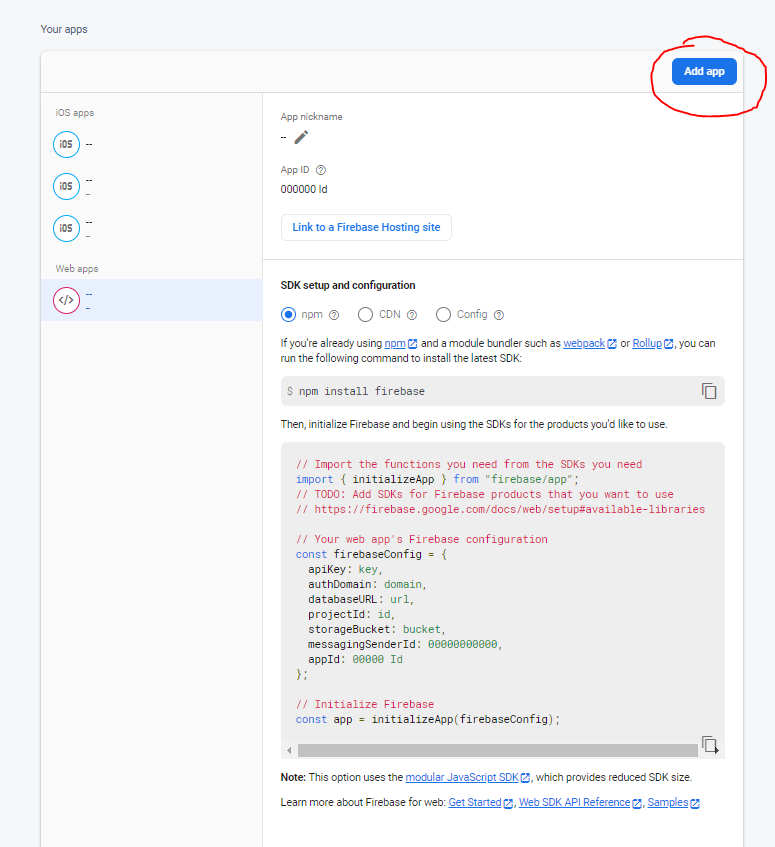 Your apps
Add app
iOS apps
iOS --
iOS --
--
iOS --
--
Web apps
</> --
--
App nickname
--
App ID
000000 Id
Link to a Firebase Hosting site
SDK setup and configuration
npm CDN Config
If you're already using npm and a module bundler such as webpack or Rollup, you can
run the following command to install the latest SDK:
$ npm install firebase
Then, initialize Firebase and begin using the SDKs for the products you'd like to use.
// Import the functions you need from the SDKs you need
import { initializeApp } from "firebase/app";
// TODO: Add SDKs for Firebase products that you want to use
// https://firebase.google.com/docs/web/setup#available-libraries
// Your web app's Firebase configuration
const firebaseConfig = {
apiKey: key,
authDomain: domain,
databaseURL: url,
projectId: id,
storageBucket: bucket,
messagingSenderId: 00000000000,
appId: 00000 Id
};
// Initialize Firebase
const app = initializeApp(firebaseConfig);
Note: This option uses the modular JavaScript SDK, which provides reduced SDK size.
Learn more about Firebase for web: Get Started, Web SDK API Reference, Samples